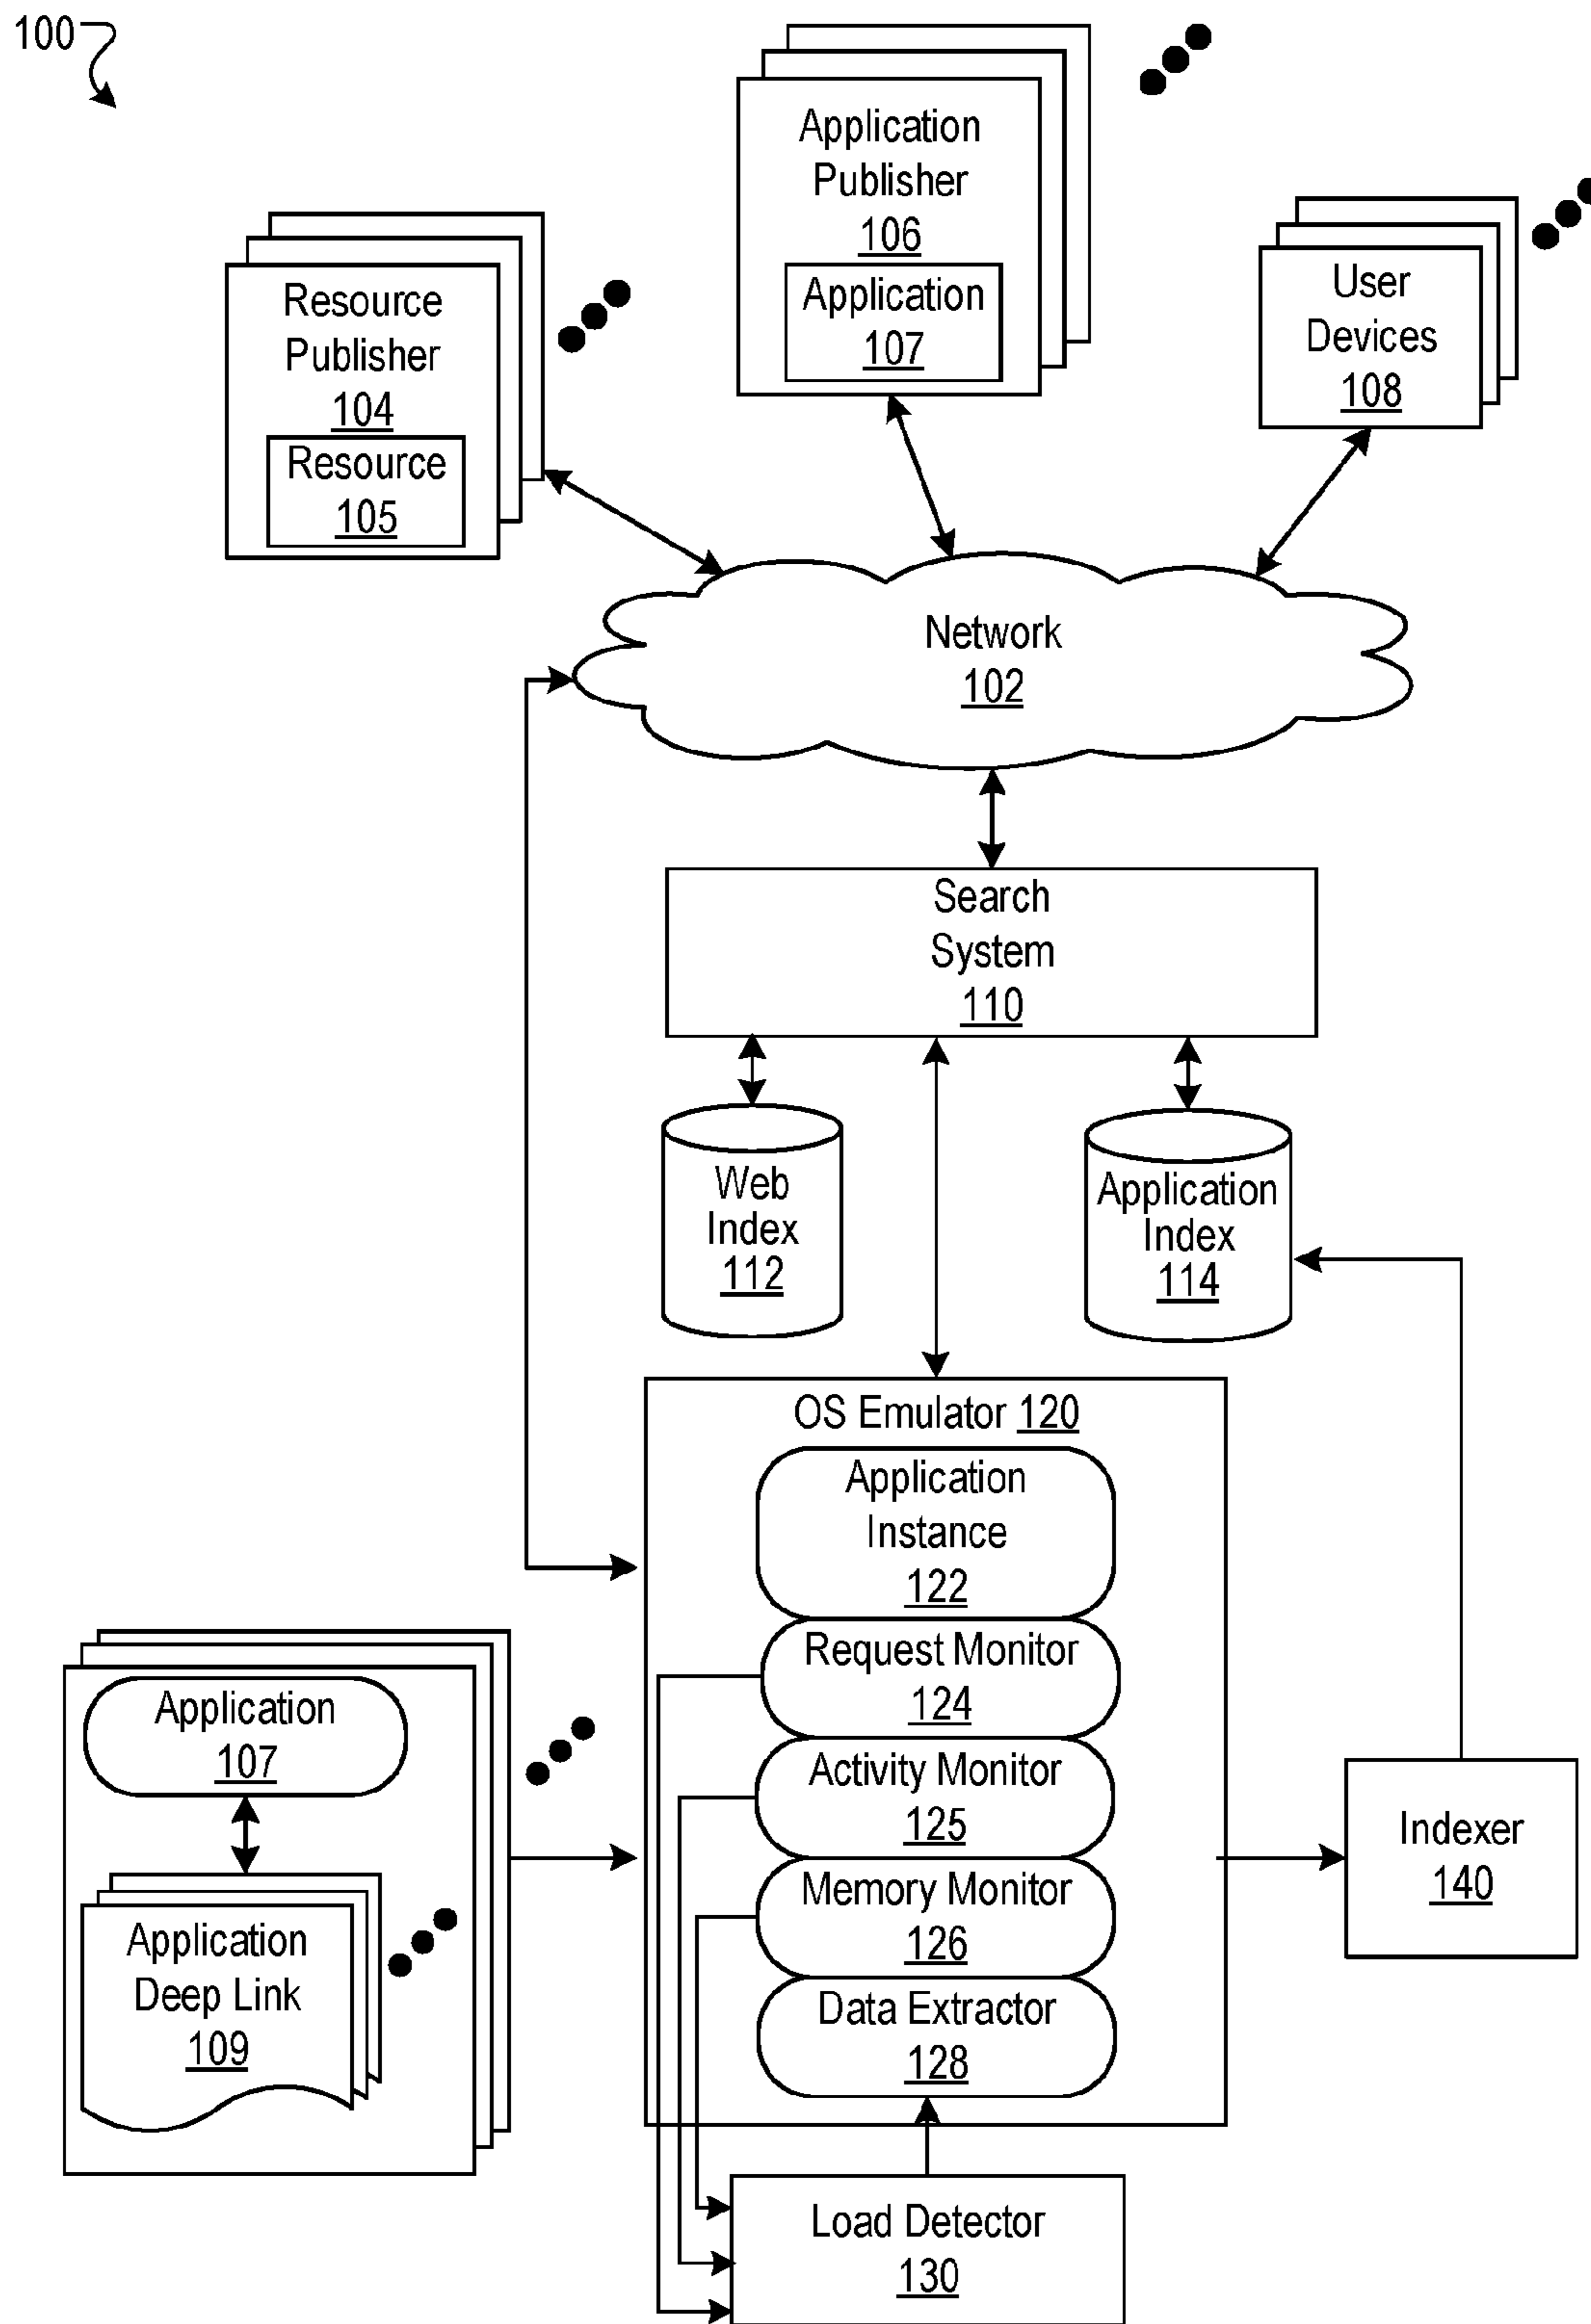 100
Application
Publisher
106
Application
107
Resource
Publisher
104
Resource
105
User
Devices
108
Network
102
Search
System
110
Web
Index
112
Application
Index
114
OS Emulator 120
Application
Instance
122
Request Monitor
124
Activity Monitor
125
Memory Monitor
126
Data Extractor
128
Application
107
Application
Deep Link
109
Indexer
140
Load Detector
130